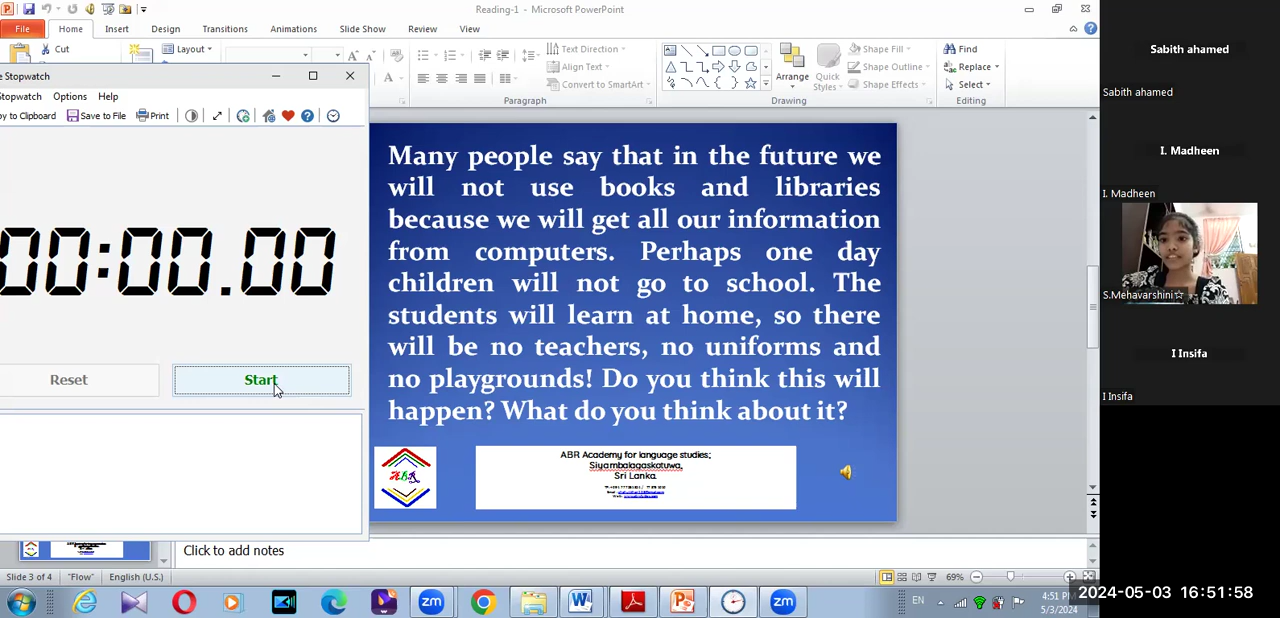 Reading-1 - Microsoft PowerPoint
File Home Insert Design Transitions Animations Slide Show Review View
Cut
Layout
Text Direction
Align Text
Convert to SmartArt
Arrange
Quick Styles
Shape Fill
Shape Outline
Shape Effects
Find
Replace
Select
Paragraph
Drawing
Editing
Stopwatch
Stopwatch Options Help
to Clipboard Save to File Print
00:00.00
Reset
Start
Many people say that in the future we
will not use books and libraries
because we will get all our information
from computers. Perhaps one day
children will not go to school. The
students will learn at home, so there
will be no teachers, no uniforms and
no playgrounds! Do you think this will
happen? What do you think about it?
ABR
ABR Academy for language studies;
Siyambalagaskotuwa,
Sri Lanka.
Click to add notes
Slide 3 of 4 "Flow" English (U.S.)
69%
EN
4:51 PM
5/3/2024
2024-05-03 16:51:58
Sabith ahamed
Sabith ahamed
I. Madheen
I. Madheen
S.Mehavarshini☆
I Insifa
I Insifa